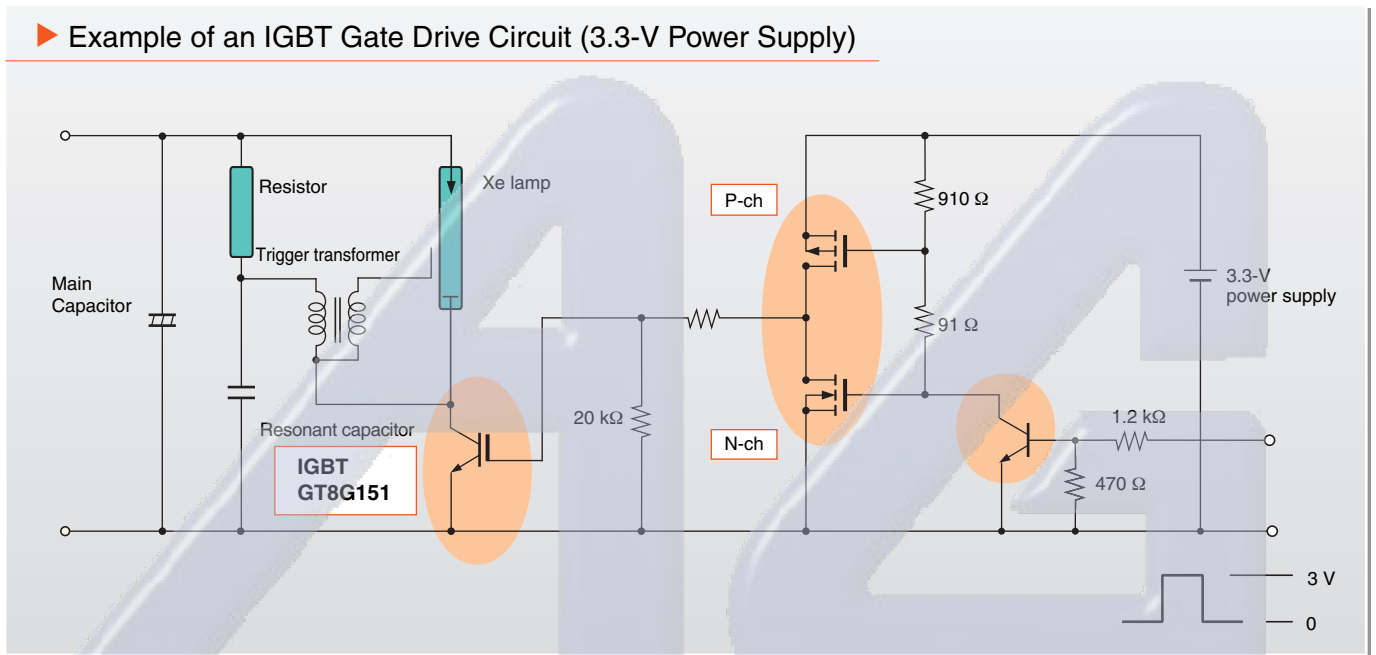 Example of an IGBT Gate Drive Circuit (3.3-V Power Supply)
Resistor
Xe lamp
P-ch
910 Ω
Trigger transformer
Main
Capacitor
3.3-V
power supply
91 Ω
20 kΩ
1.2 kΩ
Resonant capacitor
N-ch
IGBT
GT8G151
470 Ω
3 V
0